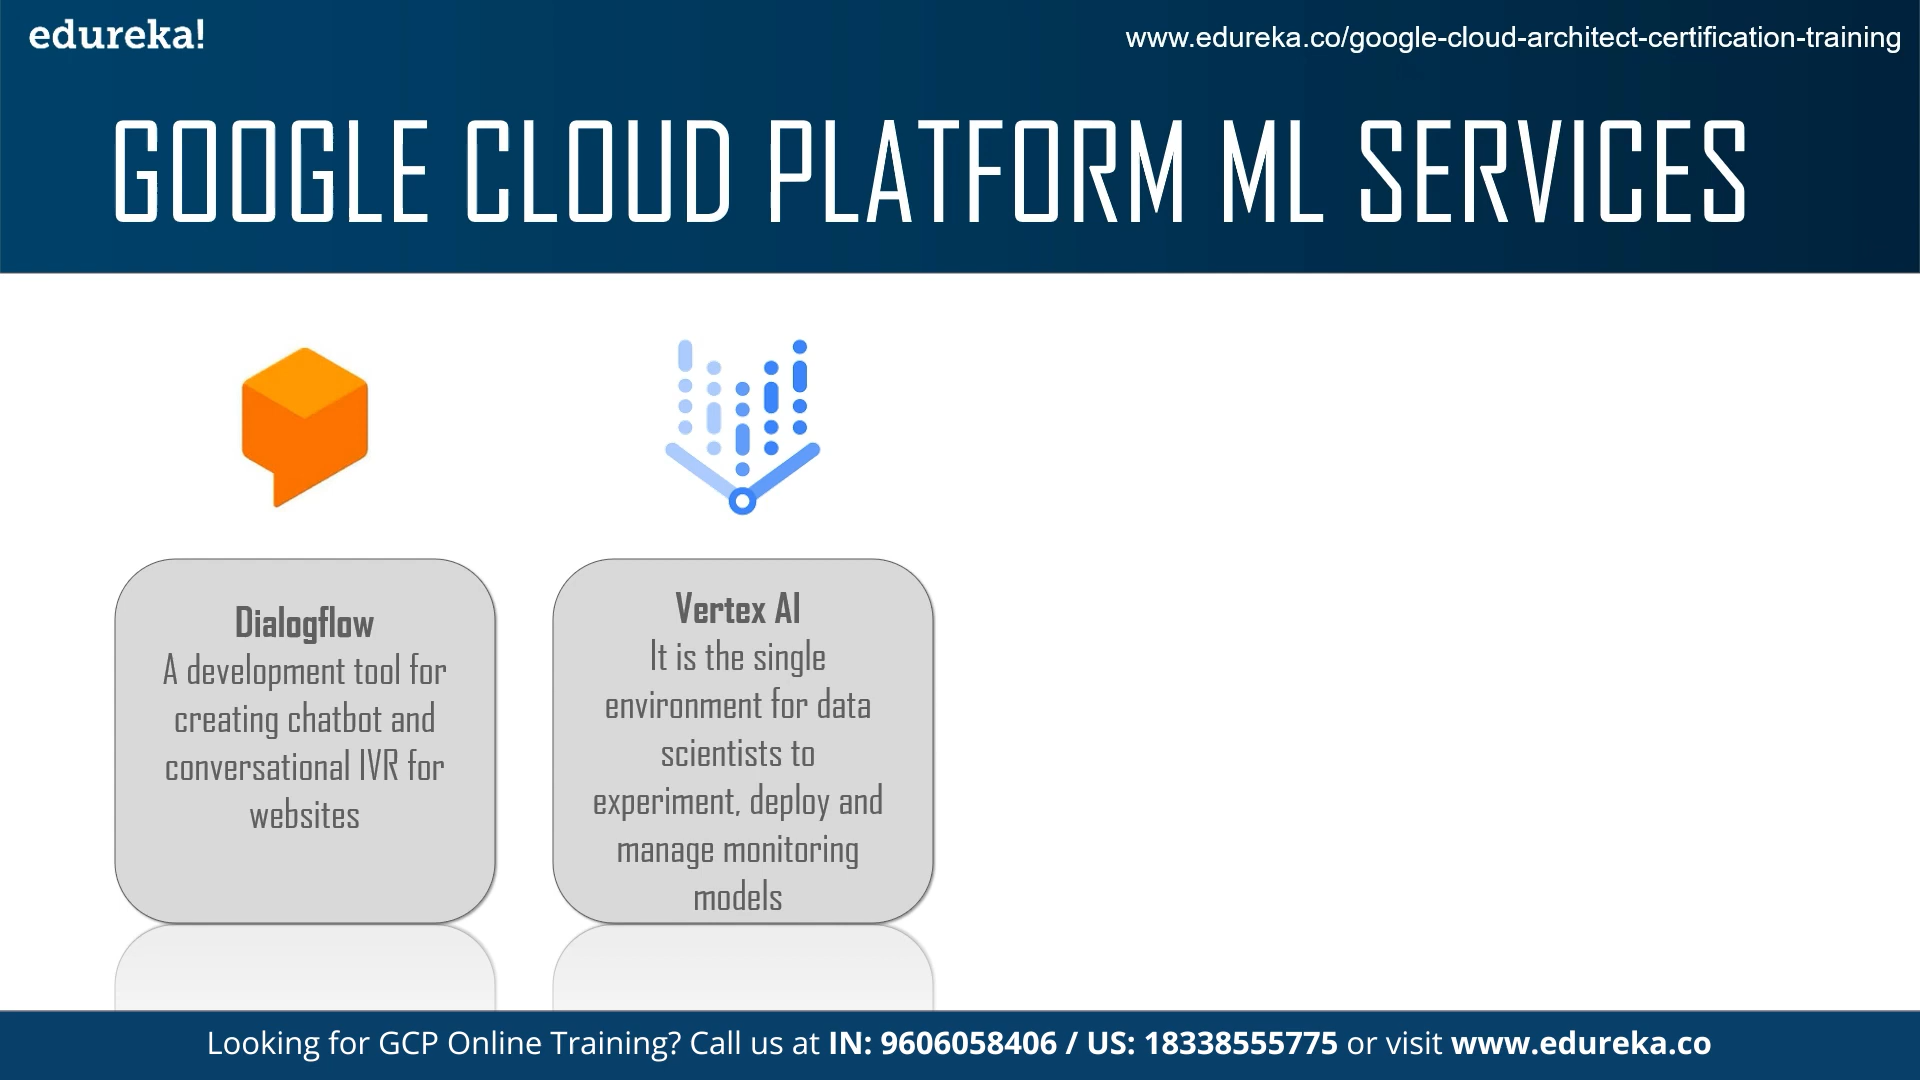 edureka!
www.edureka.co/google-cloud-architect-certification-training
GOOGLE CLOUD PLATFORM ML SERVICES
Dialogflow
A development tool for
creating chatbot and
conversational IVR for
websites
Vertex AI
It is the single
environment for data
scientists to
experiment, deploy and
manage monitoring
models
Looking for GCP Online Training? Call us at IN: 9606058406 / US: 18338555775 or visit www.edureka.co